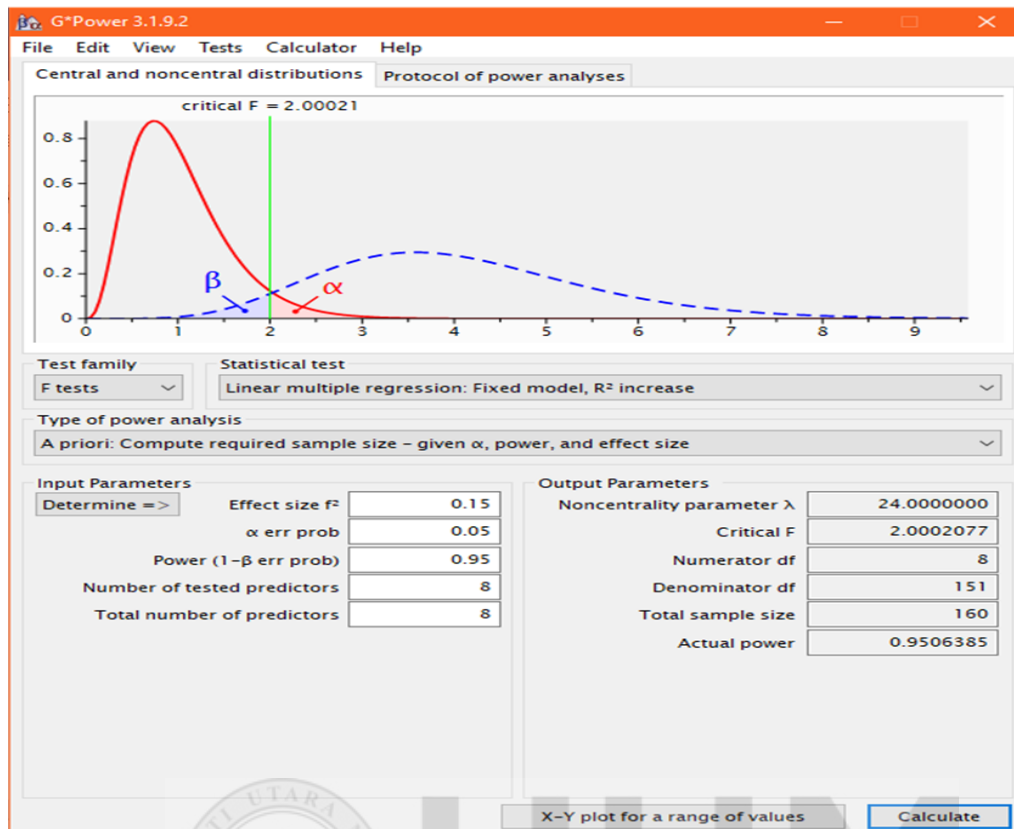 G*Power 3.1.9.2
File Edit View Tests Calculator Help
Central and noncentral distributions Protocol of power analyses
critical F = 2.00021
0.8
0.6
0.4
0.2
0
β α
0 1 2 3 4 5 6 7 8 9
Test family Statistical test
F tests Linear multiple regression: Fixed model, R² increase
Type of power analysis
A priori: Compute required sample size – given α, power, and effect size
Input Parameters Output Parameters
Determine => Effect size f² 0.15 Noncentrality parameter λ 24.0000000
α err prob 0.05 Critical F 2.0002077
Power (1-β err prob) 0.95 Numerator df 8
Number of tested predictors 8 Denominator df 151
Total number of predictors 8 Total sample size 160
Actual power 0.9506385
UTARA
X-Y plot for a range of values Calculate